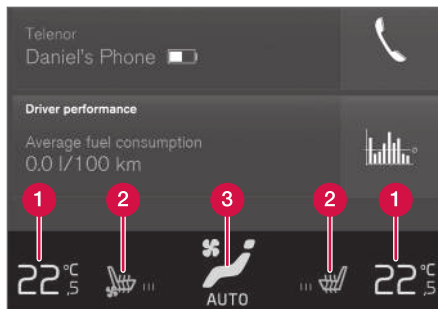 Telenor
Daniel's Phone
Driver performance
Average fuel consumption
0.0 l/100 km
1 2 3 2 1
22,5 °C AUTO 22,5 °C